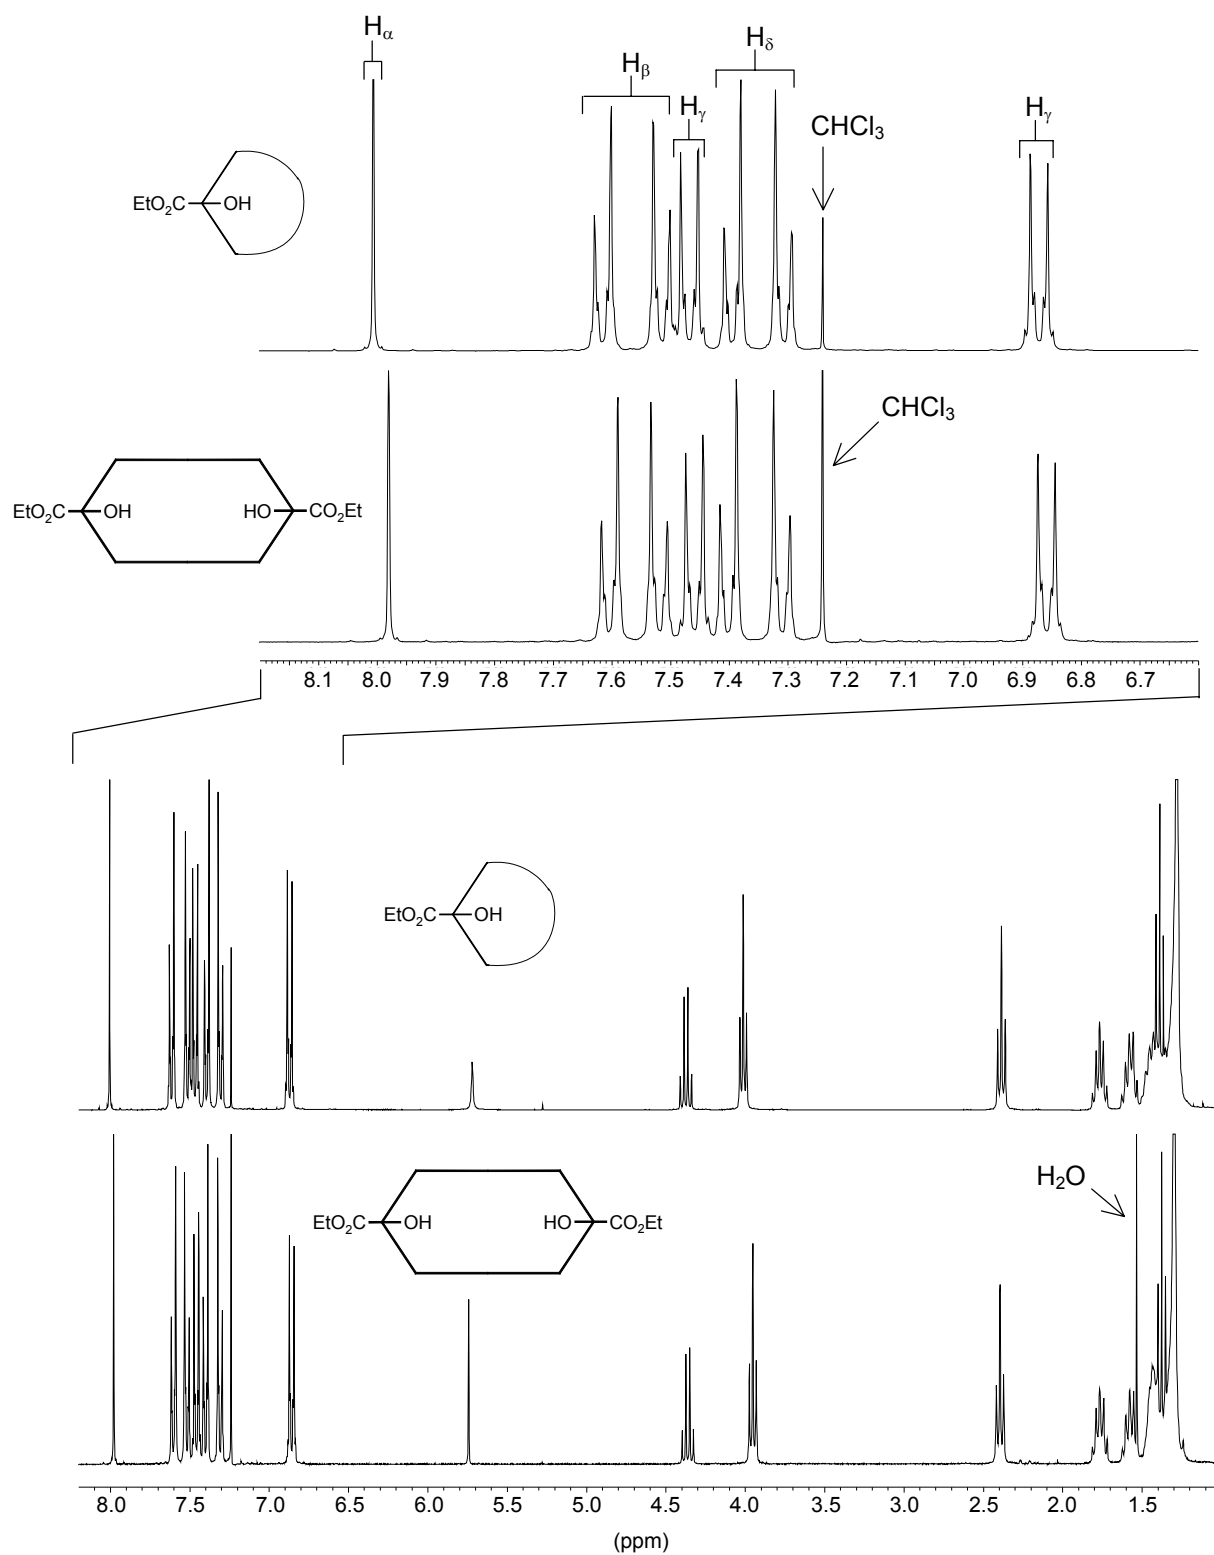 Hα
Hβ
Hδ
Hγ
CHCl3
Hγ
EtO2C
OH
CHCl3
EtO2C
OH
HO
CO2Et
8.1 8.0 7.9 7.8 7.7 7.6 7.5 7.4 7.3 7.2 7.1 7.0 6.9 6.8 6.7
EtO2C
OH
H2O
EtO2C
OH
HO
CO2Et
8.0 7.5 7.0 6.5 6.0 5.5 5.0 4.5 4.0 3.5 3.0 2.5 2.0 1.5
(ppm)